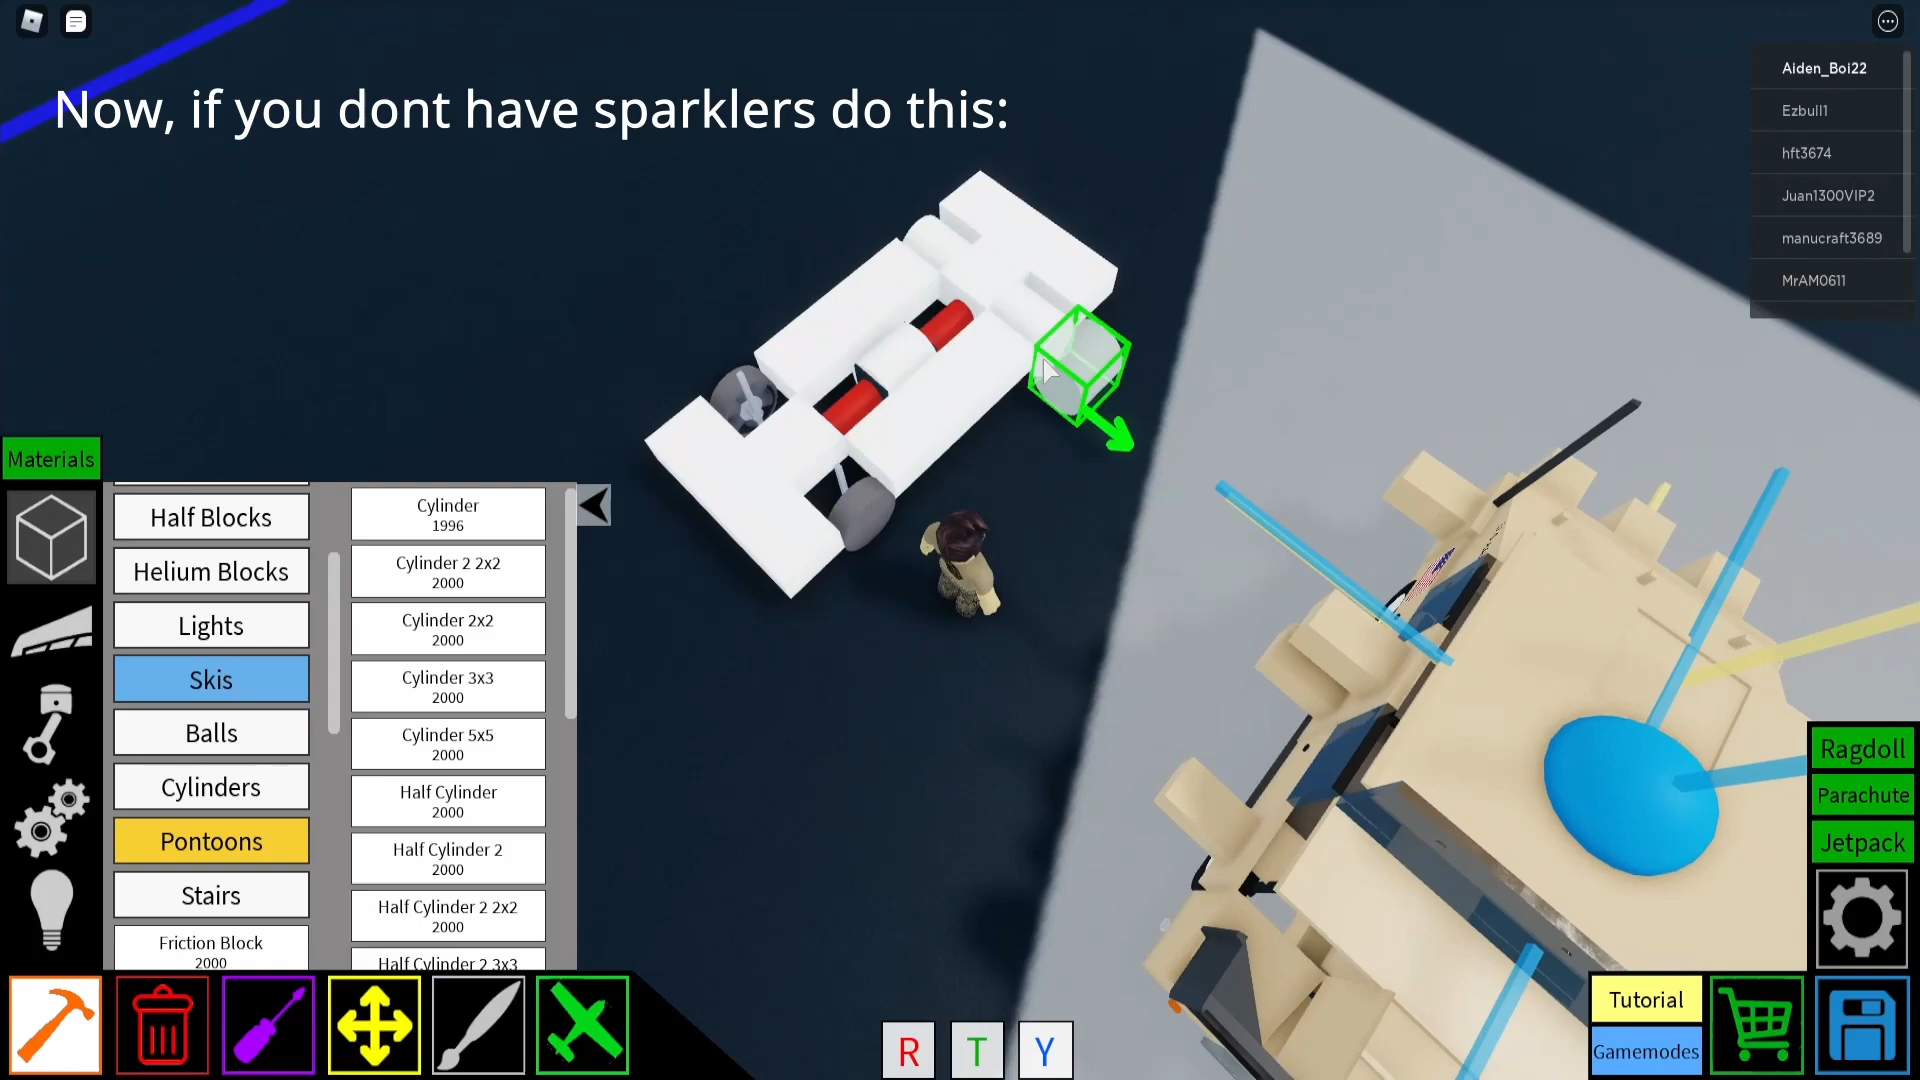 Now, if you dont have sparklers do this:
Aiden_Boi22
Ezbull1
hft3674
Juan1300VIP2
manucraft3689
MrAM0611
Materials
Half Blocks
Helium Blocks
Lights
Skis
Balls
Cylinders
Pontoons
Stairs
Friction Block
2000
Cylinder
1996
Cylinder 2 2x2
2000
Cylinder 2x2
2000
Cylinder 3x3
2000
Cylinder 5x5
2000
Half Cylinder
2000
Half Cylinder 2
2000
Half Cylinder 2 2x2
2000
Half Cylinder 2 3x3
Ragdoll
Parachute
Jetpack
Tutorial
Gamemodes
R T Y